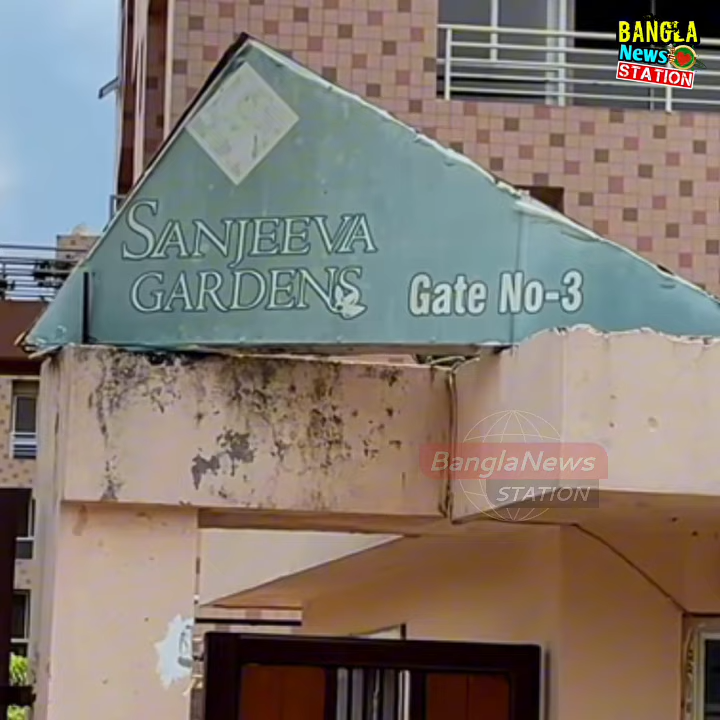 BANGLA
News
STATION
SANJEEVA
GARDENS
Gate No-3
BanglaNews
STATION